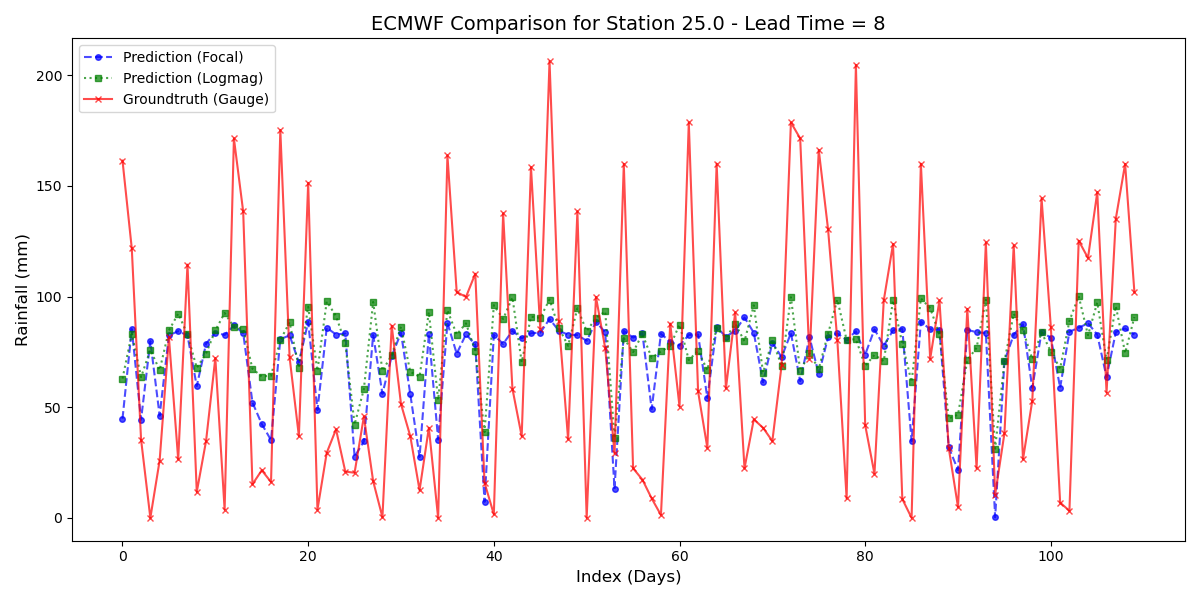 ECMWF Comparison for Station 25.0 - Lead Time = 8
Prediction (Focal)
Prediction (Logmag)
Groundtruth (Gauge)
Rainfall (mm)
200
150
100
50
0
0 20 40 60 80 100
Index (Days)